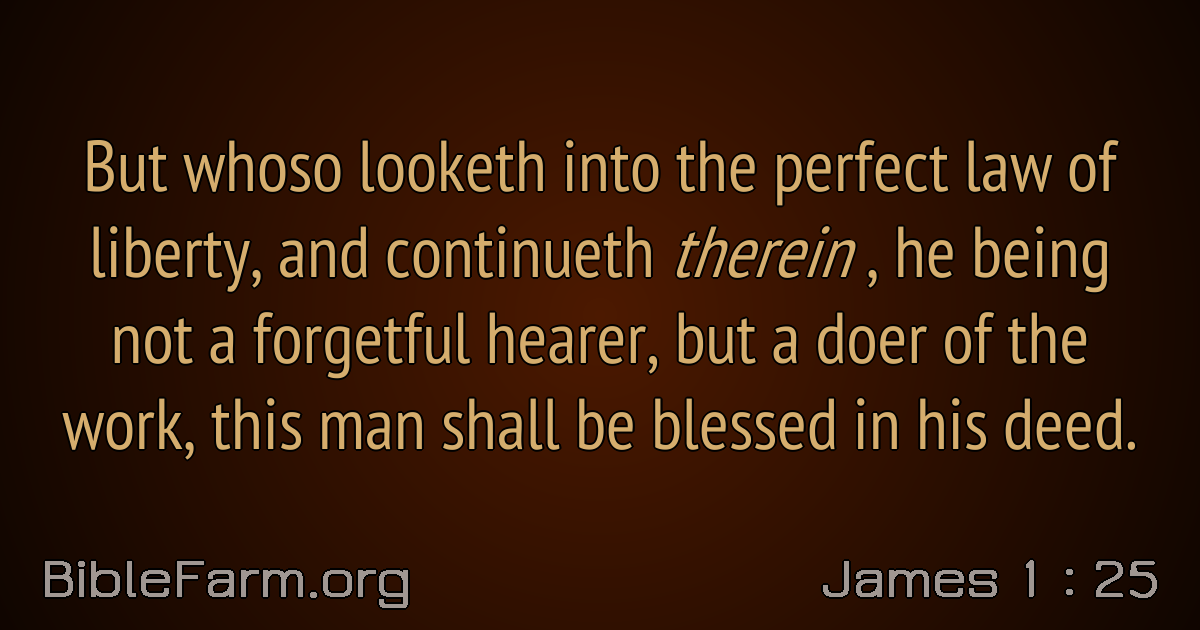 But whoso looketh into the perfect law of
liberty, and continueth therein , he being
not a forgetful hearer, but a doer of the
work, this man shall be blessed in his deed.
BibleFarm.org
James 1 : 25